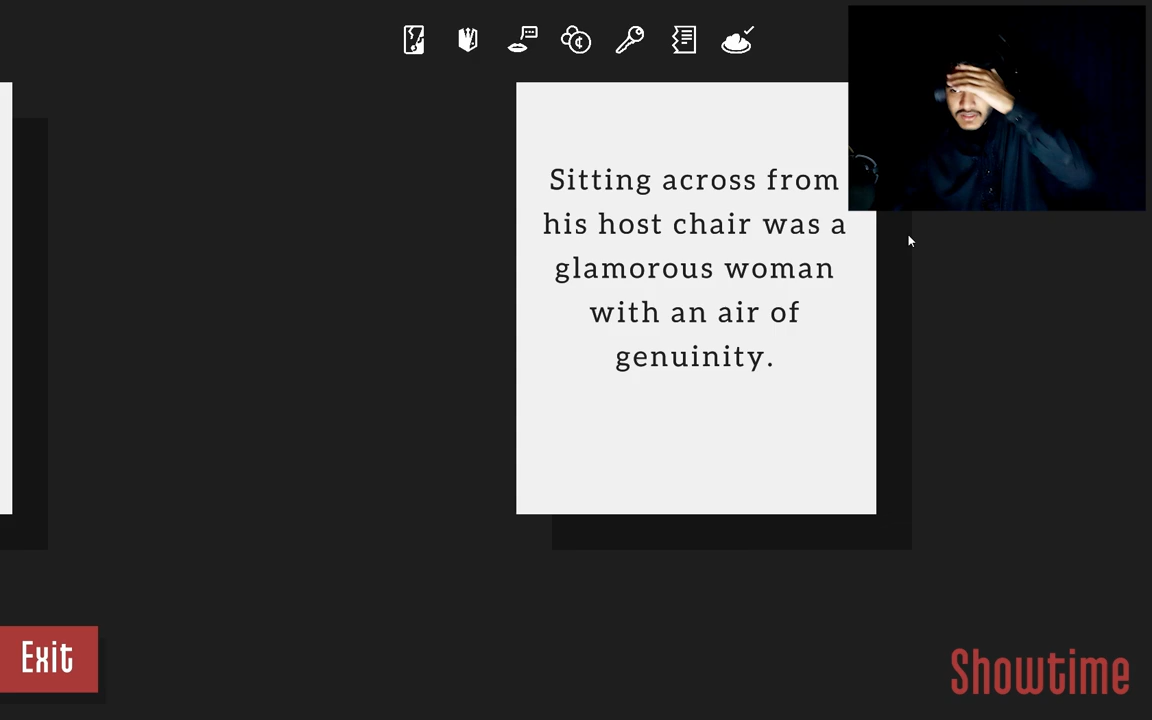 Sitting across from
his host chair was a
glamorous woman
with an air of
genuinity.
Exit
Showtime